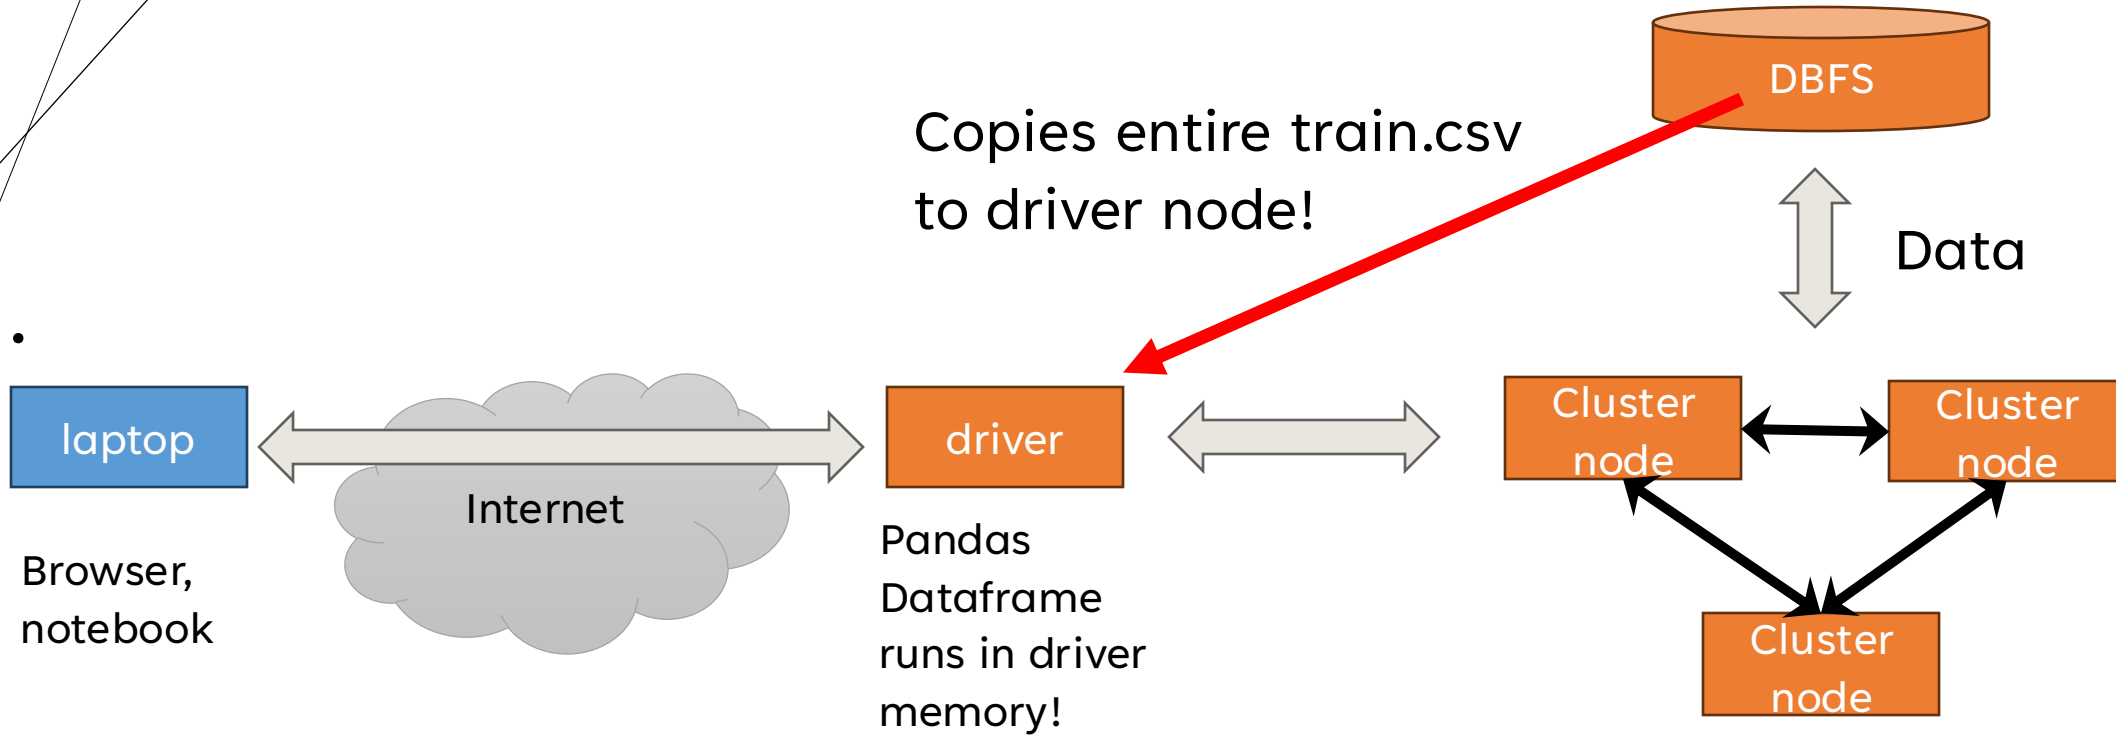 DBFS
Copies entire train.csv
to driver node!
Data
.
laptop
Internet
driver
Cluster
node
Cluster
node
Browser,
notebook
Pandas
Dataframe
runs in driver
memory!
Cluster
node